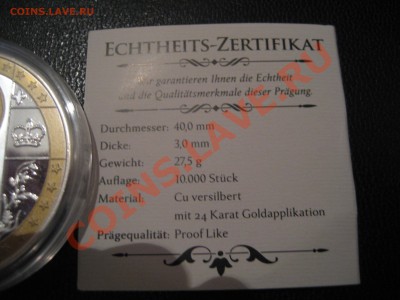 COINS.LAVE.RU
ECHTHEITS-ZERTIFIKAT
Wir garantieren Ihnen die Echtheit
und die Qualitätsmerkmale dieser Prägung.
Durchmesser: 40,0 mm
Dicke: 3,0 mm
Gewicht: 27,5 g
Auflage: 10.000 Stück
Material: Cu versilbert
mit 24 Karat Goldapplikation
Prägequalität: Proof Like
COINS.LAVE.RU